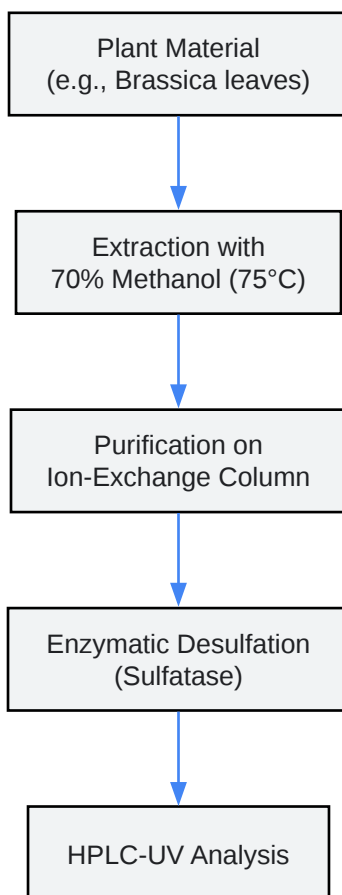 Plant Material
(e.g., Brassica leaves)
Extraction with
70% Methanol (75°C)
Purification on
Ion-Exchange Column
Enzymatic Desulfation
(Sulfatase)
HPLC-UV Analysis